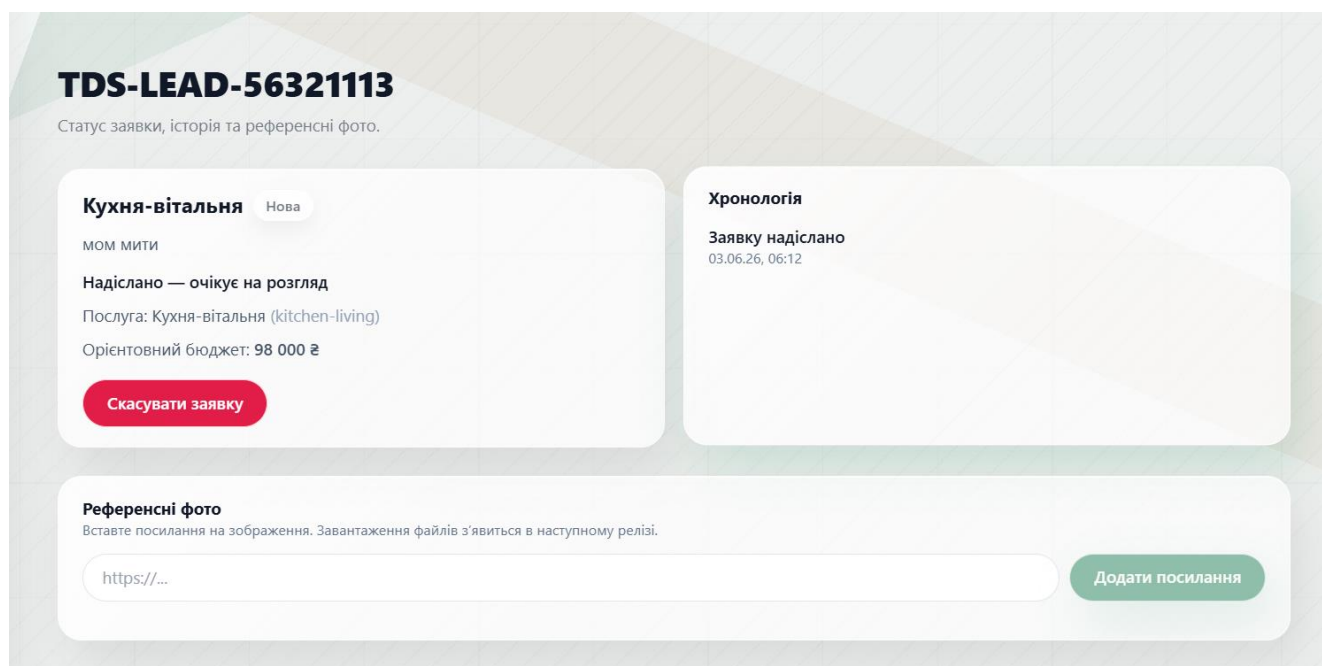 TDS-LEAD-56321113
Статус заявки, історія та референсні фото.
Кухня-вітальня Нова
мом мити
Надіслано — очікує на розгляд
Послуга: Кухня-вітальня (kitchen-living)
Орієнтовний бюджет: 98 000 ₴
Скасувати заявку
Хронологія
Заявку надіслано
03.06.26, 06:12
Референсні фото
Вставте посилання на зображення. Завантаження файлів з'явиться в наступному релізі.
https://...
Додати посилання